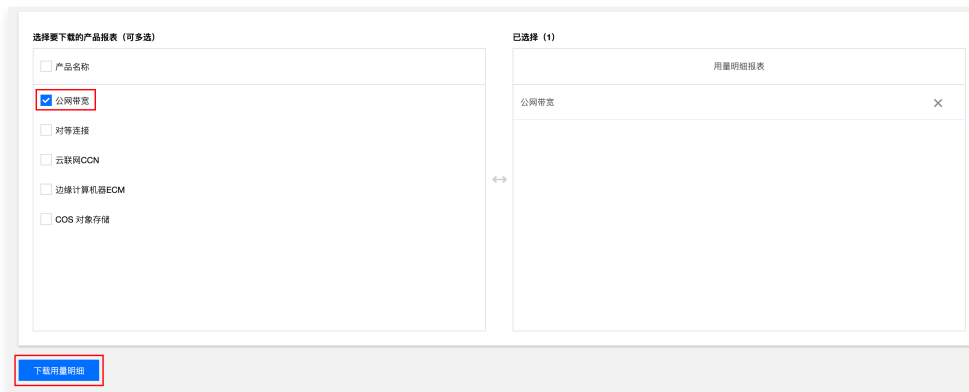 选择要下载的产品报表（可多选）
已选择（1）
产品名称
用量明细报表
公网带宽
公网带宽
对等连接
云联网CCN
边缘计算机器ECM
COS 对象存储
下载用量明细